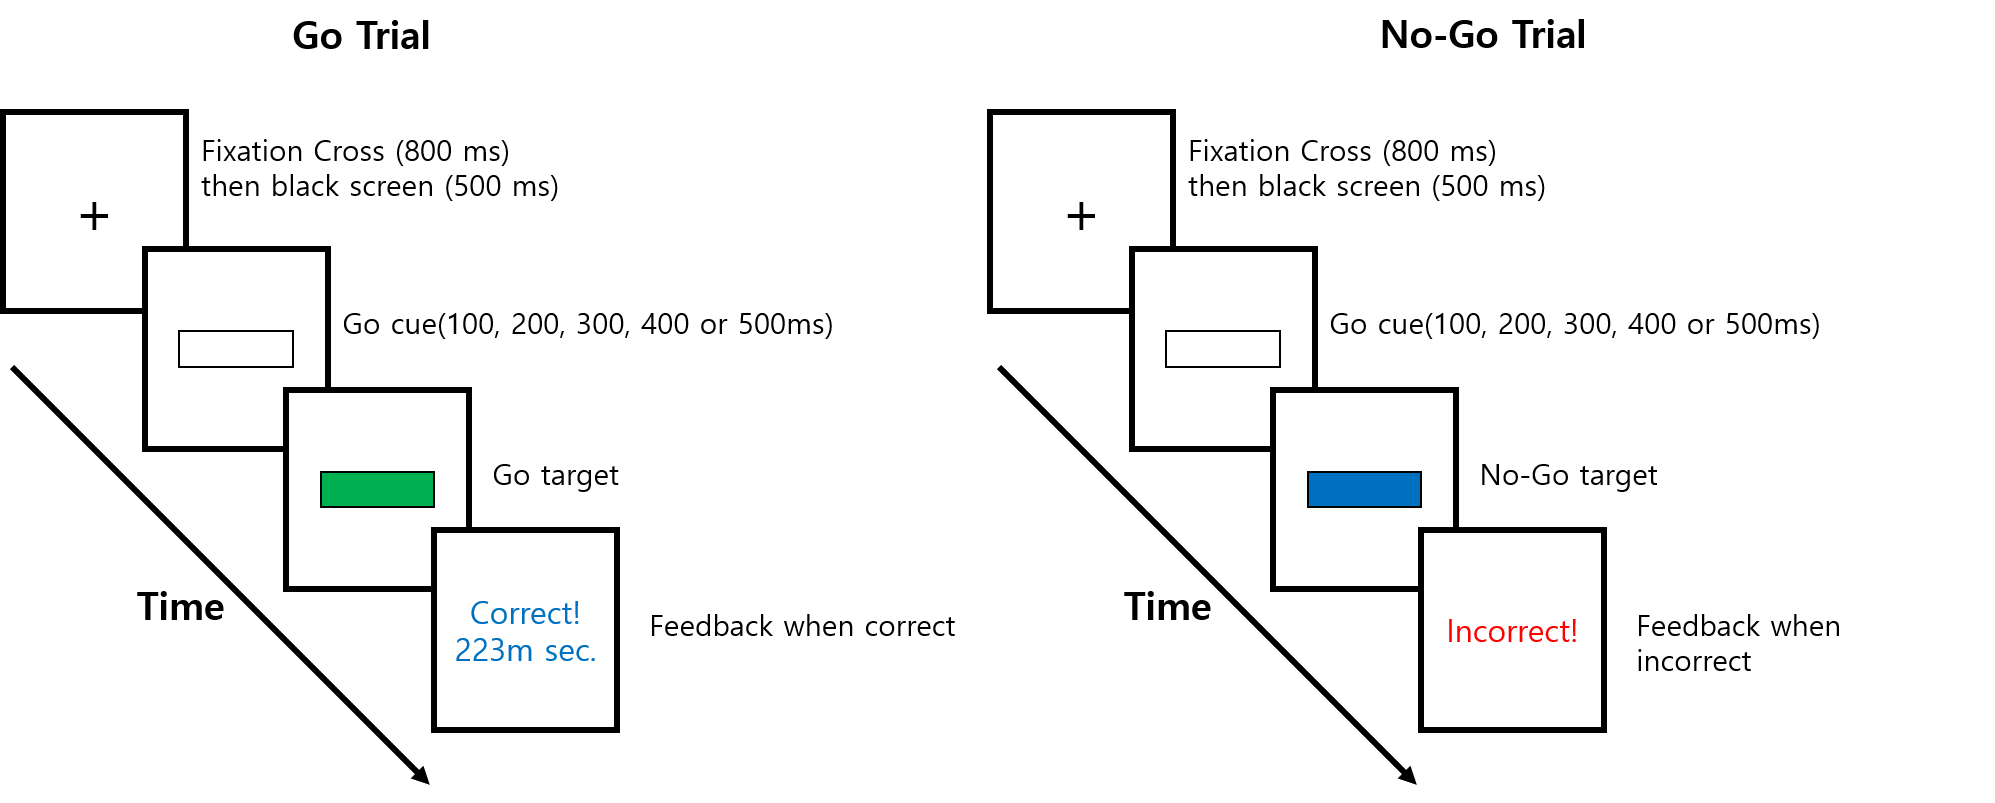 Go Trial
Fixation Cross (800 ms)
then black screen (500 ms)
Go cue(100, 200, 300, 400 or 500ms)
Go target
Correct!
223m sec.
Feedback when correct
Time
No-Go Trial
Fixation Cross (800 ms)
then black screen (500 ms)
Go cue(100, 200, 300, 400 or 500ms)
No-Go target
Incorrect!
Feedback when
incorrect
Time